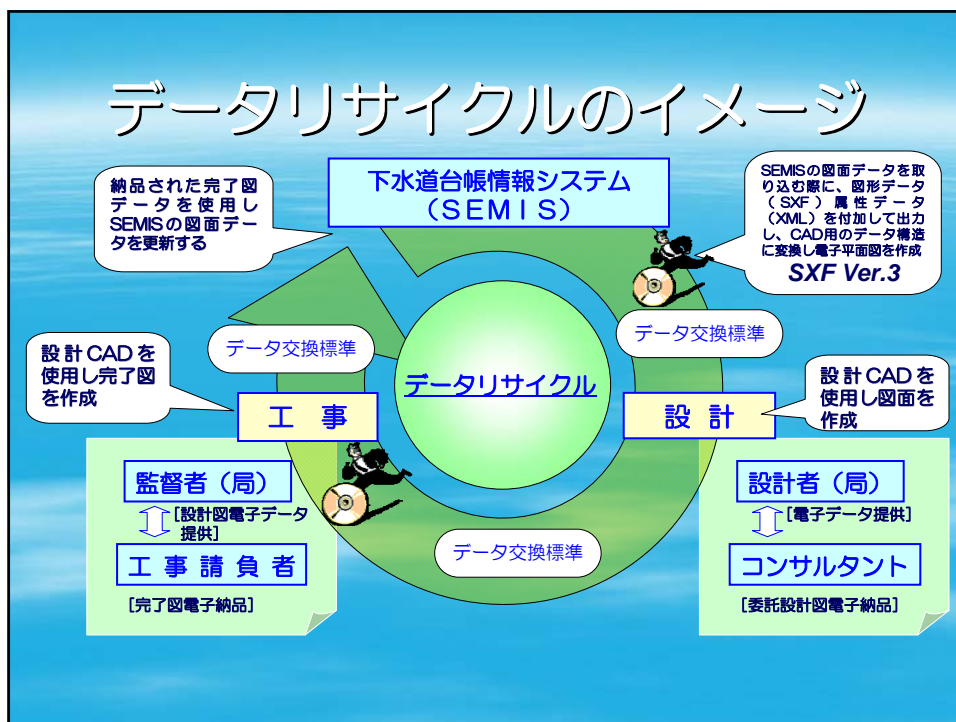 データリサイクルのイメージ
納品された完了図
データを使用し
SEMISの図面デー
タを更新する
下水道台帳情報システム
（ＳＥＭＩＳ）
SEMISの図面データを取
り込む際に、図形データ
（SXF）属性データ
（XML）を付加して出力
し、CAD用のデータ構造
に変換し電子平面図を作成
SXF Ver.3
データ交換標準
データ交換標準
設計CADを
使用し完了図
を作成
データリサイクル
設計CADを
使用し図面を
作成
工　事
設 計
監督者（局）
[設計図電子データ
提供]
工 事 請 負 者
[完了図電子納品]
データ交換標準
設計者（局）
[電子データ提供]
コンサルタント
[委託設計図電子納品]